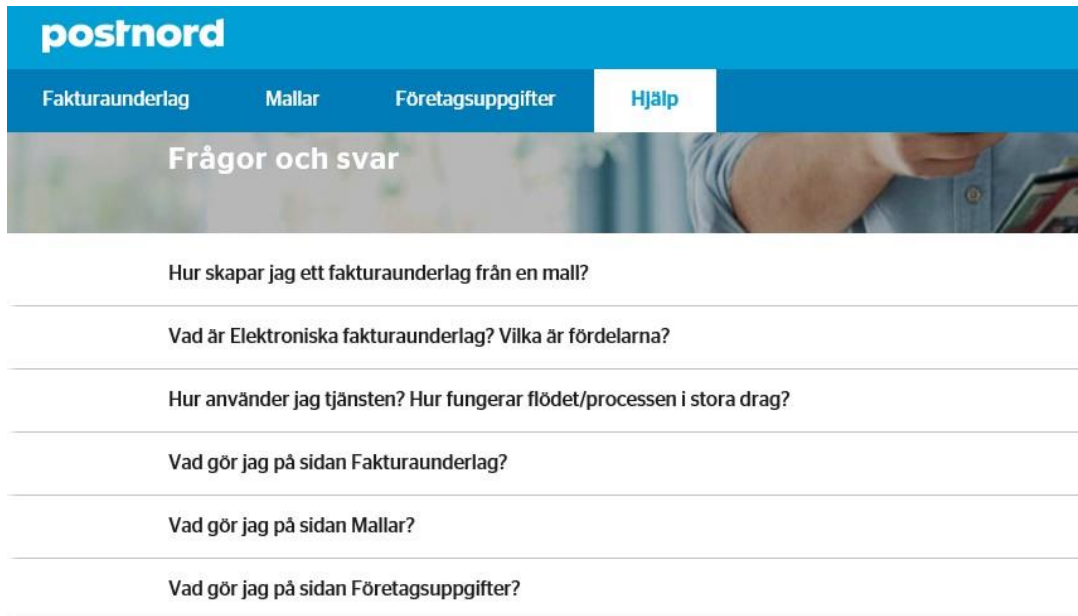 postnord
Fakturaunderlag Mallar Företagsuppgifter Hjälp
Frågor och svar
Hur skapar jag ett fakturaunderlag från en mall?
Vad är Elektroniska fakturaunderlag? Vilka är fördelarna?
Hur använder jag tjänsten? Hur fungerar flödet/processen i stora drag?
Vad gör jag på sidan Fakturaunderlag?
Vad gör jag på sidan Mallar?
Vad gör jag på sidan Företagsuppgifter?